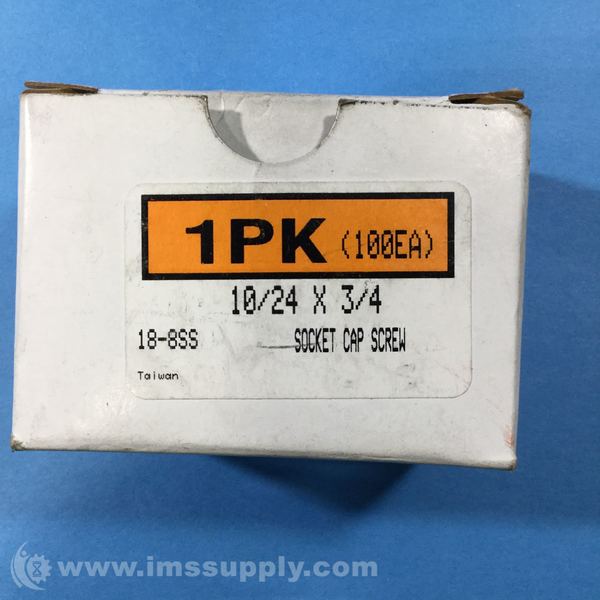 1PK (100EA)
10/24 X 3/4
18-8SS SOCKET CAP SCREW
Taiwan
www.imssupply.com